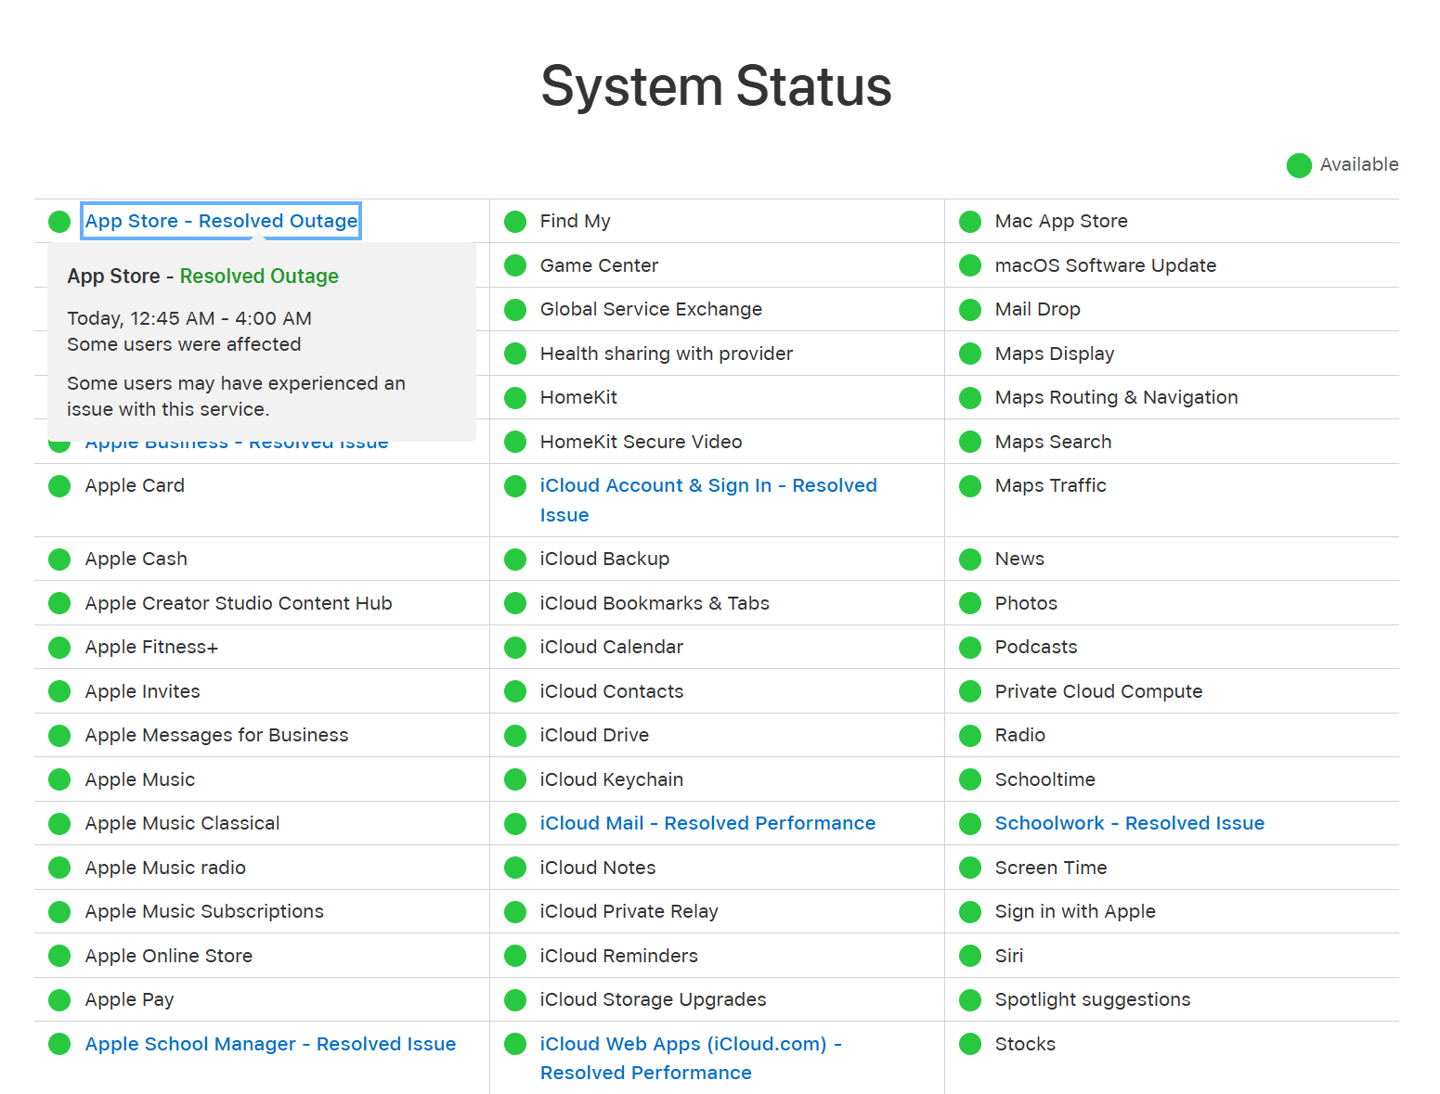 System Status
Available
App Store - Resolved Outage
App Store - Resolved Outage
Today, 12:45 AM - 4:00 AM
Some users were affected
Some users may have experienced an
issue with this service.
Apple Business - Resolved Issue
Apple Card
Apple Cash
Apple Creator Studio Content Hub
Apple Fitness+
Apple Invites
Apple Messages for Business
Apple Music
Apple Music Classical
Apple Music radio
Apple Music Subscriptions
Apple Online Store
Apple Pay
Apple School Manager - Resolved Issue
Find My
Game Center
Global Service Exchange
Health sharing with provider
HomeKit
HomeKit Secure Video
iCloud Account & Sign In - Resolved
Issue
iCloud Backup
iCloud Bookmarks & Tabs
iCloud Calendar
iCloud Contacts
iCloud Drive
iCloud Keychain
iCloud Mail - Resolved Performance
iCloud Notes
iCloud Private Relay
iCloud Reminders
iCloud Storage Upgrades
iCloud Web Apps (iCloud.com) -
Resolved Performance
Mac App Store
macOS Software Update
Mail Drop
Maps Display
Maps Routing & Navigation
Maps Search
Maps Traffic
News
Photos
Podcasts
Private Cloud Compute
Radio
Schooltime
Schoolwork - Resolved Issue
Screen Time
Sign in with Apple
Siri
Spotlight suggestions
Stocks